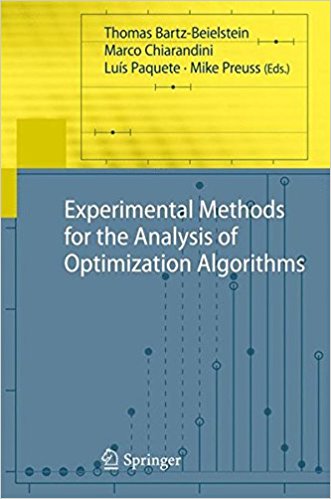 Thomas Bartz-Beielstein
Marco Chiarandini
Luís Paquete · Mike Preuss (Eds.)
Experimental Methods
for the Analysis of
Optimization Algorithms
Springer